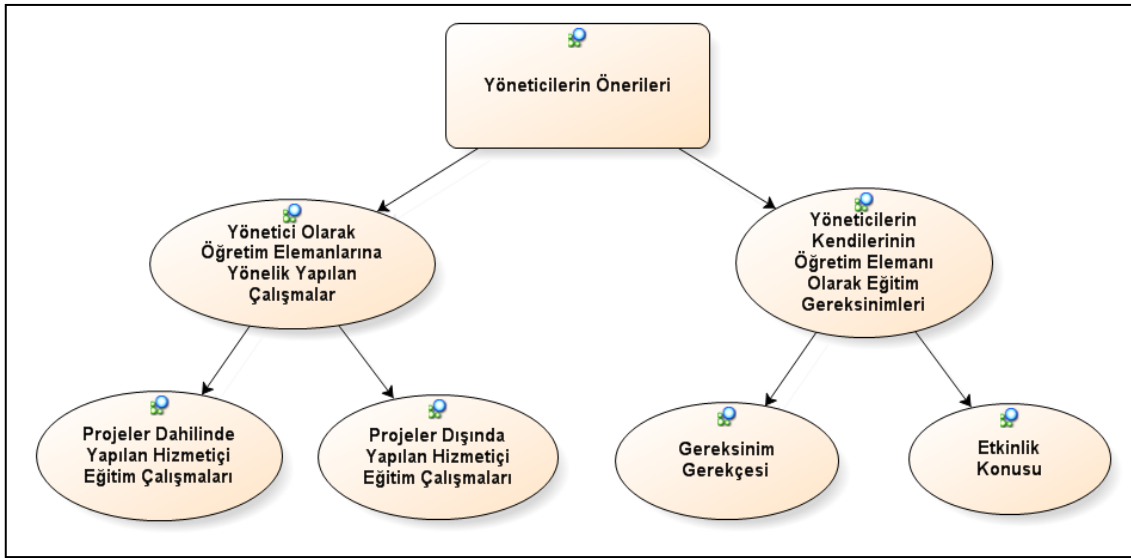 Yöneticilerin Önerileri
Yönetici Olarak
Öğretim Elemanlarına
Yönelik Yapılan
Çalışmalar
Yöneticilerin
Kendilerinin
Öğretim Elemanı
Olarak Eğitim
Gereksinimleri
Projeler Dahilinde
Yapılan Hizmetiçi
Eğitim Çalışmaları
Projeler Dışında
Yapılan Hizmetiçi
Eğitim Çalışmaları
Gereksinim
Gerekçesi
Etkinlik
Konusu